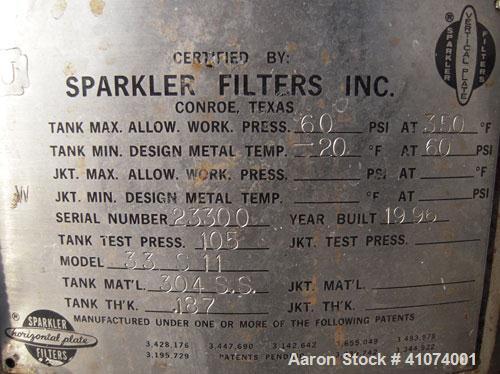 CERTIFIED BY:
SPARKLER FILTERS INC.
CONROE, TEXAS
® SPARKLER VERTICAL PLATE FILTERS
TANK MAX. ALLOW. WORK. PRESS. 60 PSI AT 350 °F
TANK MIN. DESIGN METAL TEMP. -20 °F AT 60 PSI
JKT. MAX. ALLOW. WORK. PRESS. PSI AT °F
W JKT. MIN. DESIGN METAL TEMP. °F AT PSI
SERIAL NUMBER 23300 YEAR BUILT 1996
TANK TEST PRESS. 105 JKT. TEST PRESS.
MODEL 33 S 11
TANK MAT'L 304 S.S. JKT. MAT'L.
TANK TH'K. .187 JKT. TH'K.
® SPARKLER horizontal plate FILTERS
MANUFACTURED UNDER ONE OR MORE OF THE FOLLOWING PATENTS
3,428,176 3,447,690 3,142,642 3,655,049
3,195,729 PATENTS
Aaron Stock # 41074001